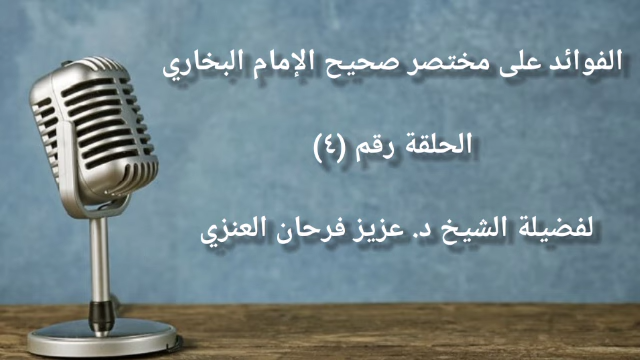 الفوائد على مختصر صحيح الإمام البخاري
الحلقة رقم (٤)
لفضيلة الشيخ د. عزيز فرحان العنزي